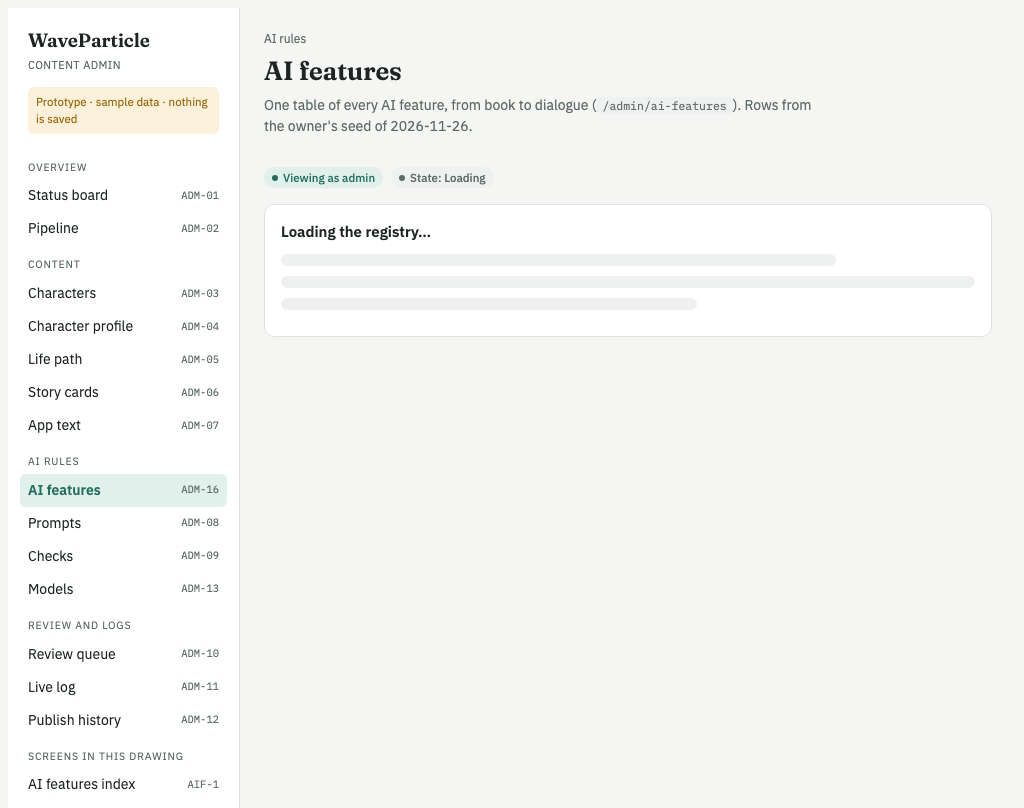 WaveParticle
CONTENT ADMIN
Prototype · sample data · nothing
is saved
OVERVIEW
Status board ADM-01
Pipeline ADM-02
CONTENT
Characters ADM-03
Character profile ADM-04
Life path ADM-05
Story cards ADM-06
App text ADM-07
AI RULES
AI features ADM-16
Prompts ADM-08
Checks ADM-09
Models ADM-13
REVIEW AND LOGS
Review queue ADM-10
Live log ADM-11
Publish history ADM-12
SCREENS IN THIS DRAWING
AI features index AIF-1
AI rules
AI features
One table of every AI feature, from book to dialogue ( /admin/ai-features ). Rows from
the owner's seed of 2026-11-26.
Viewing as admin State: Loading
Loading the registry…